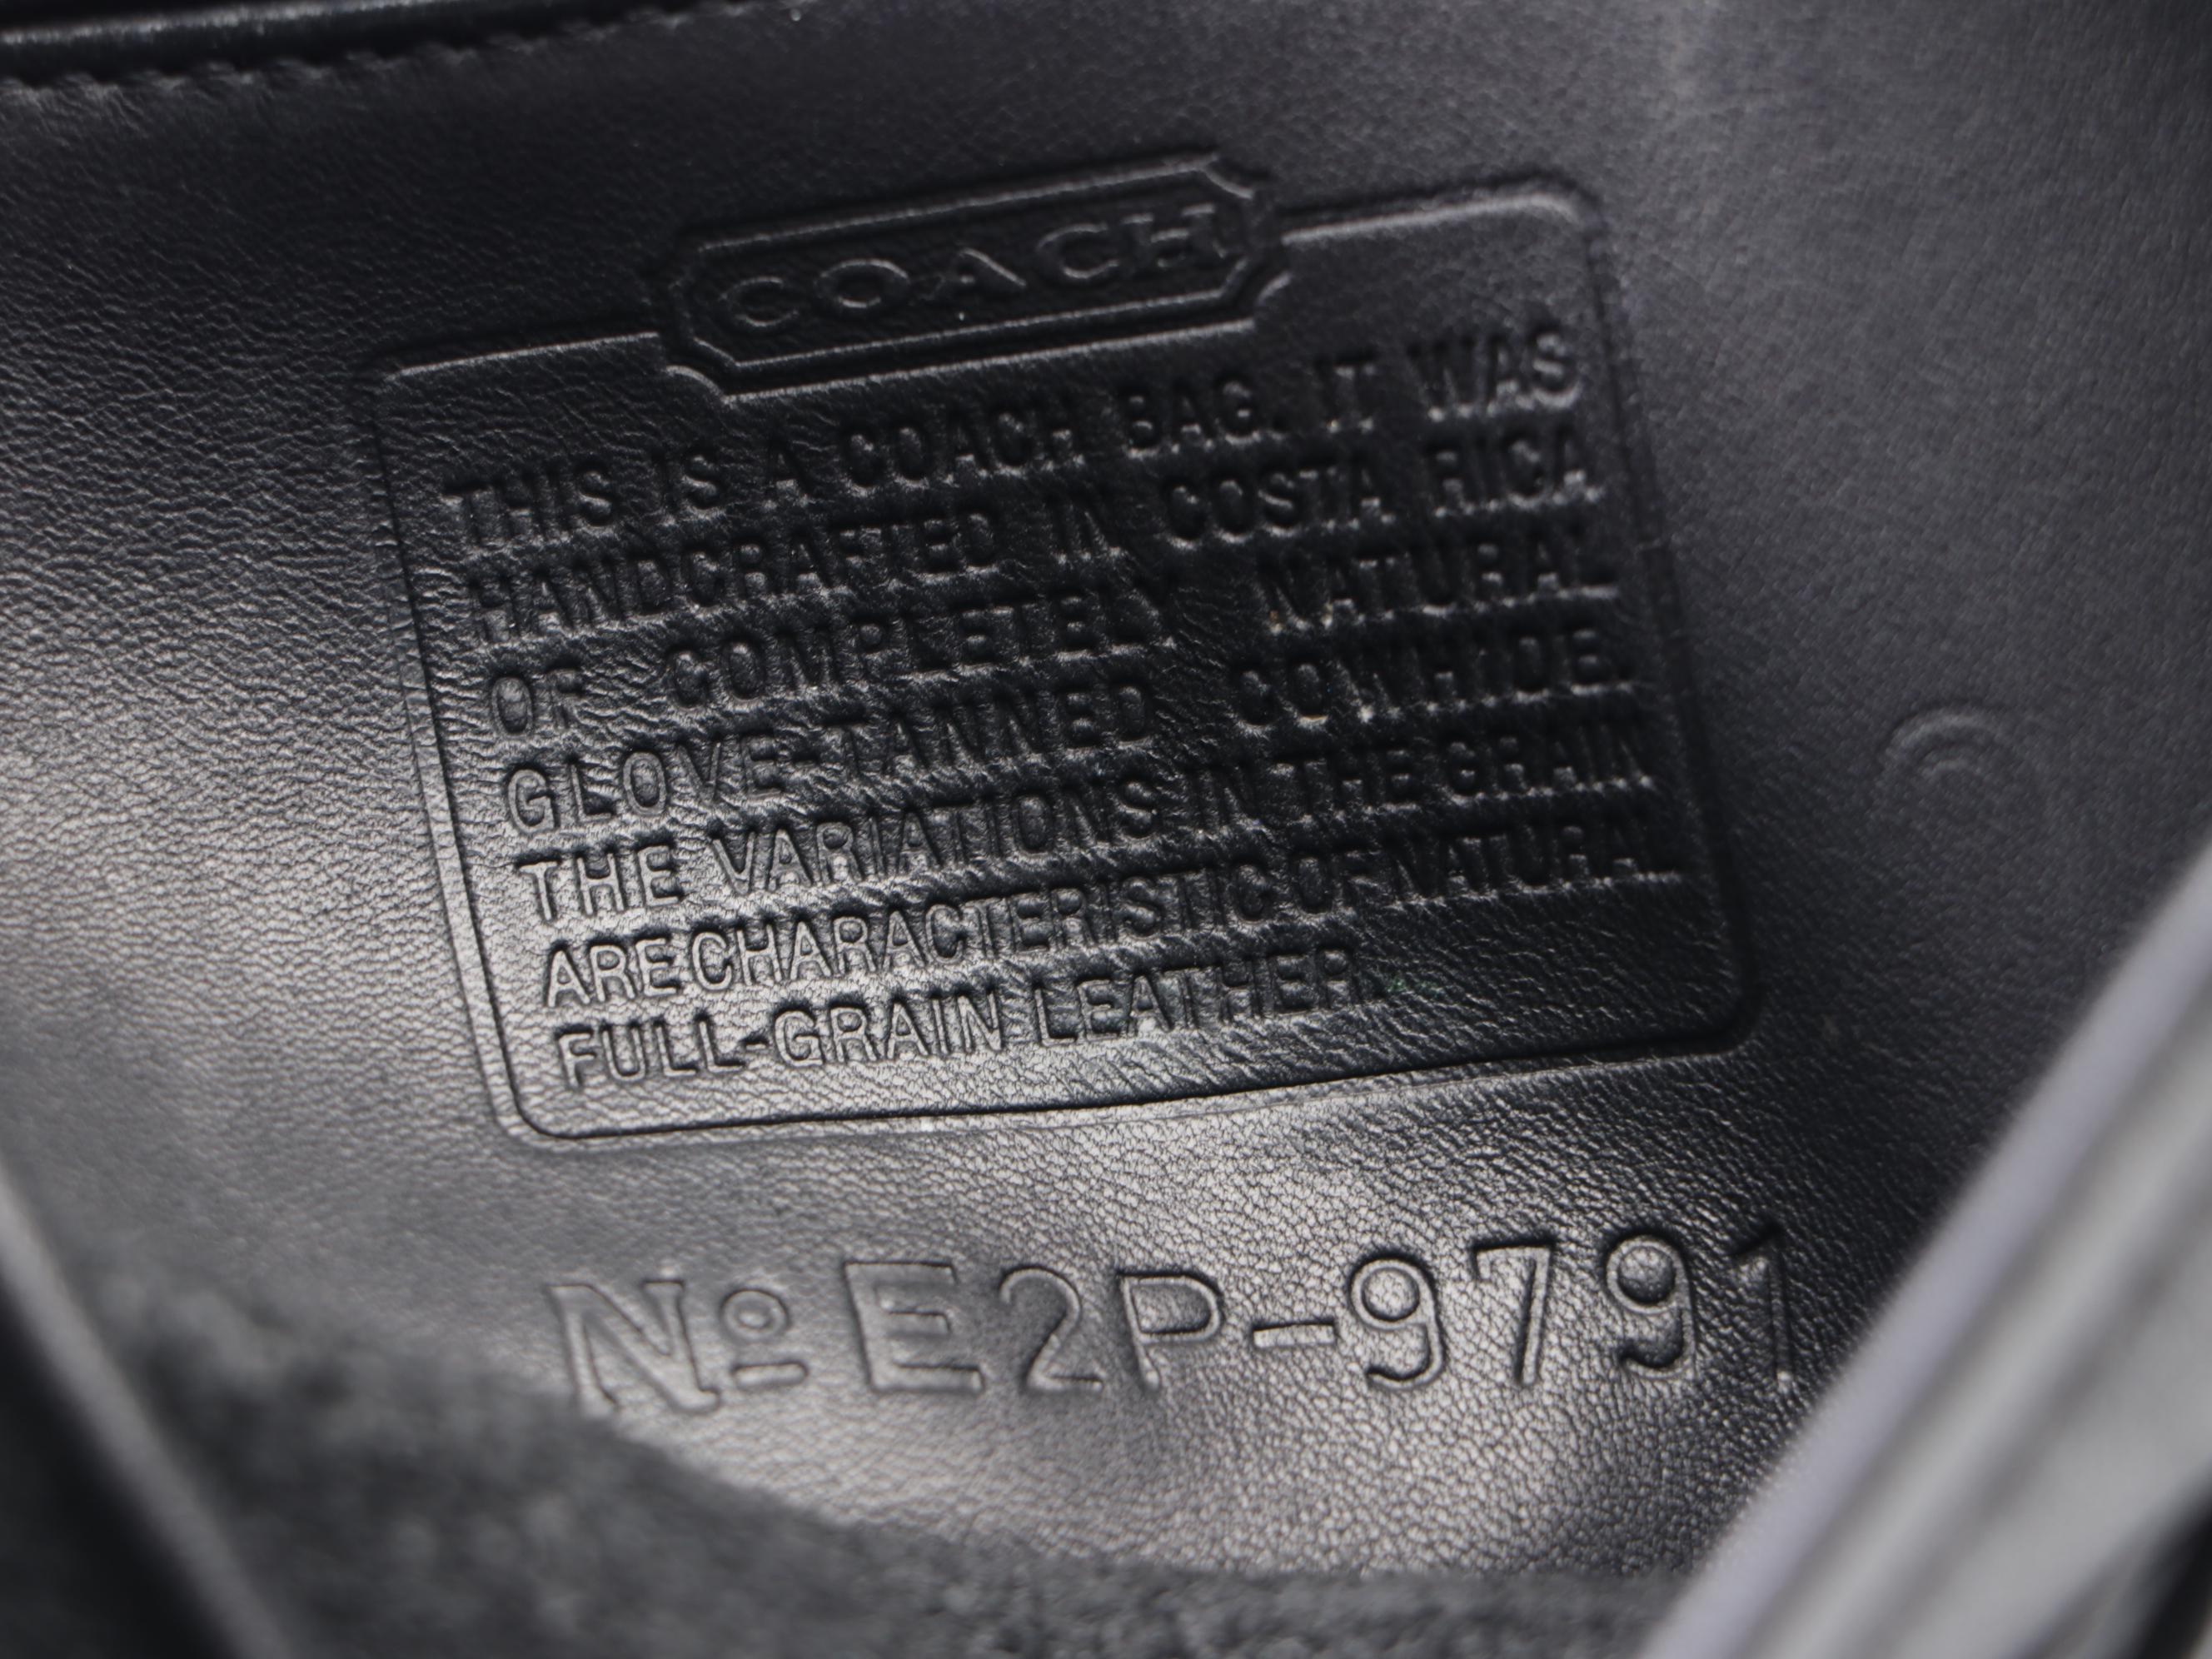 COACH
THIS IS A COACH BAG. IT WAS
HANDCRAFTED IN COSTA RICA
OF COMPLETELY NATURAL
GLOVE-TANNED COWHIDE.
THE VARIATIONS IN THE GRAIN
ARE CHARACTERISTIC OF NATURAL
FULL-GRAIN LEATHER.
No E2P-9791